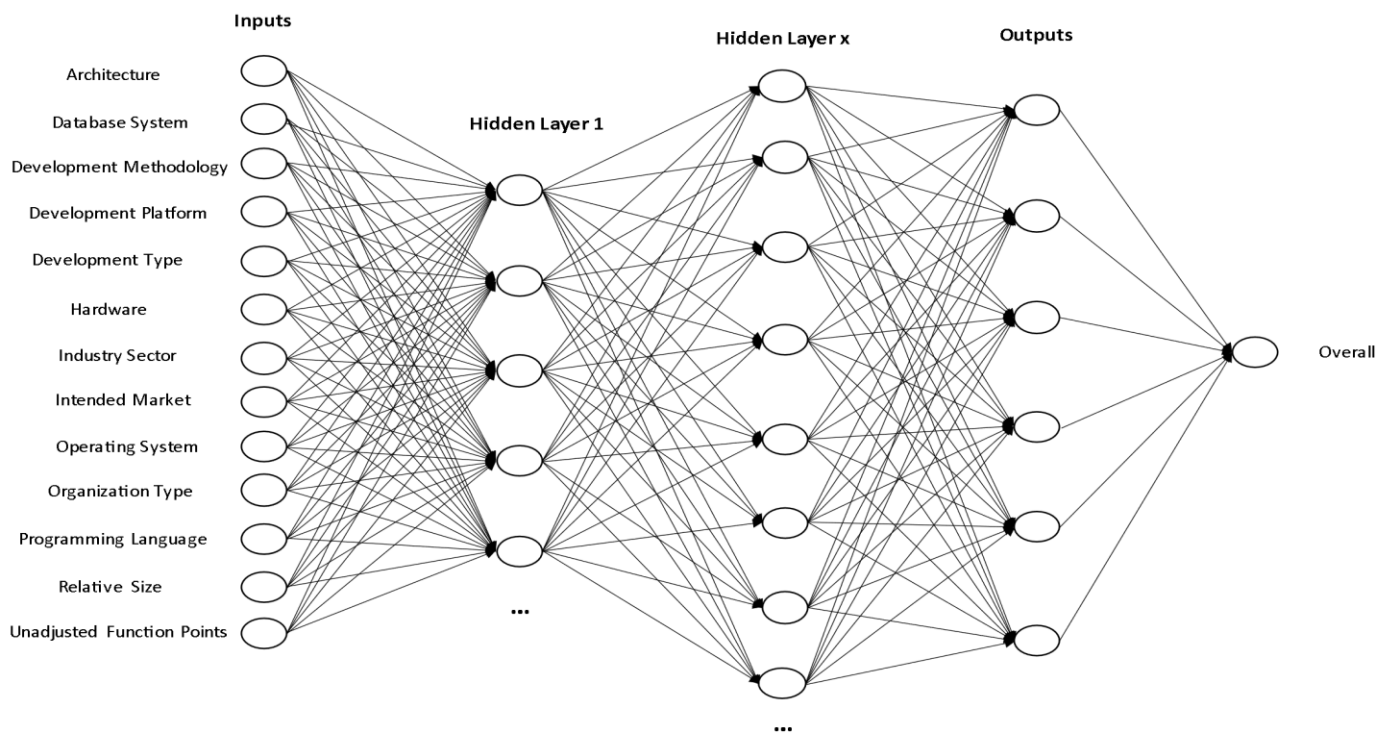 Inputs
Architecture
Database System
Development Methodology
Development Platform
Development Type
Hardware
Industry Sector
Intended Market
Operating System
Organization Type
Programming Language
Relative Size
Unadjusted Function Points
Hidden Layer 1
...
Hidden Layer x
...
Outputs
Overall